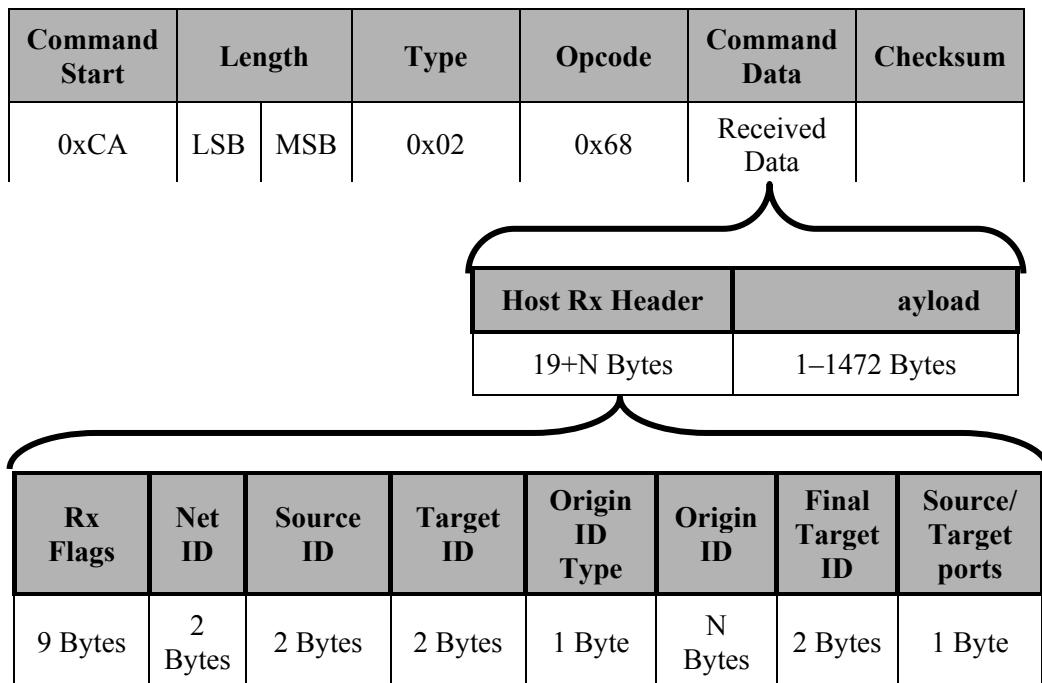 Command Start Length Type Opcode Command Data Checksum
0xCA LSB MSB 0x02 0x68 Received Data
Host Rx Header ayload
19+N Bytes 1–1472 Bytes
Rx Flags Net ID Source ID Target ID Origin ID Type Origin ID Final Target ID Source/ Target ports
9 Bytes 2 Bytes 2 Bytes 2 Bytes 1 Byte N Bytes 2 Bytes 1 Byte